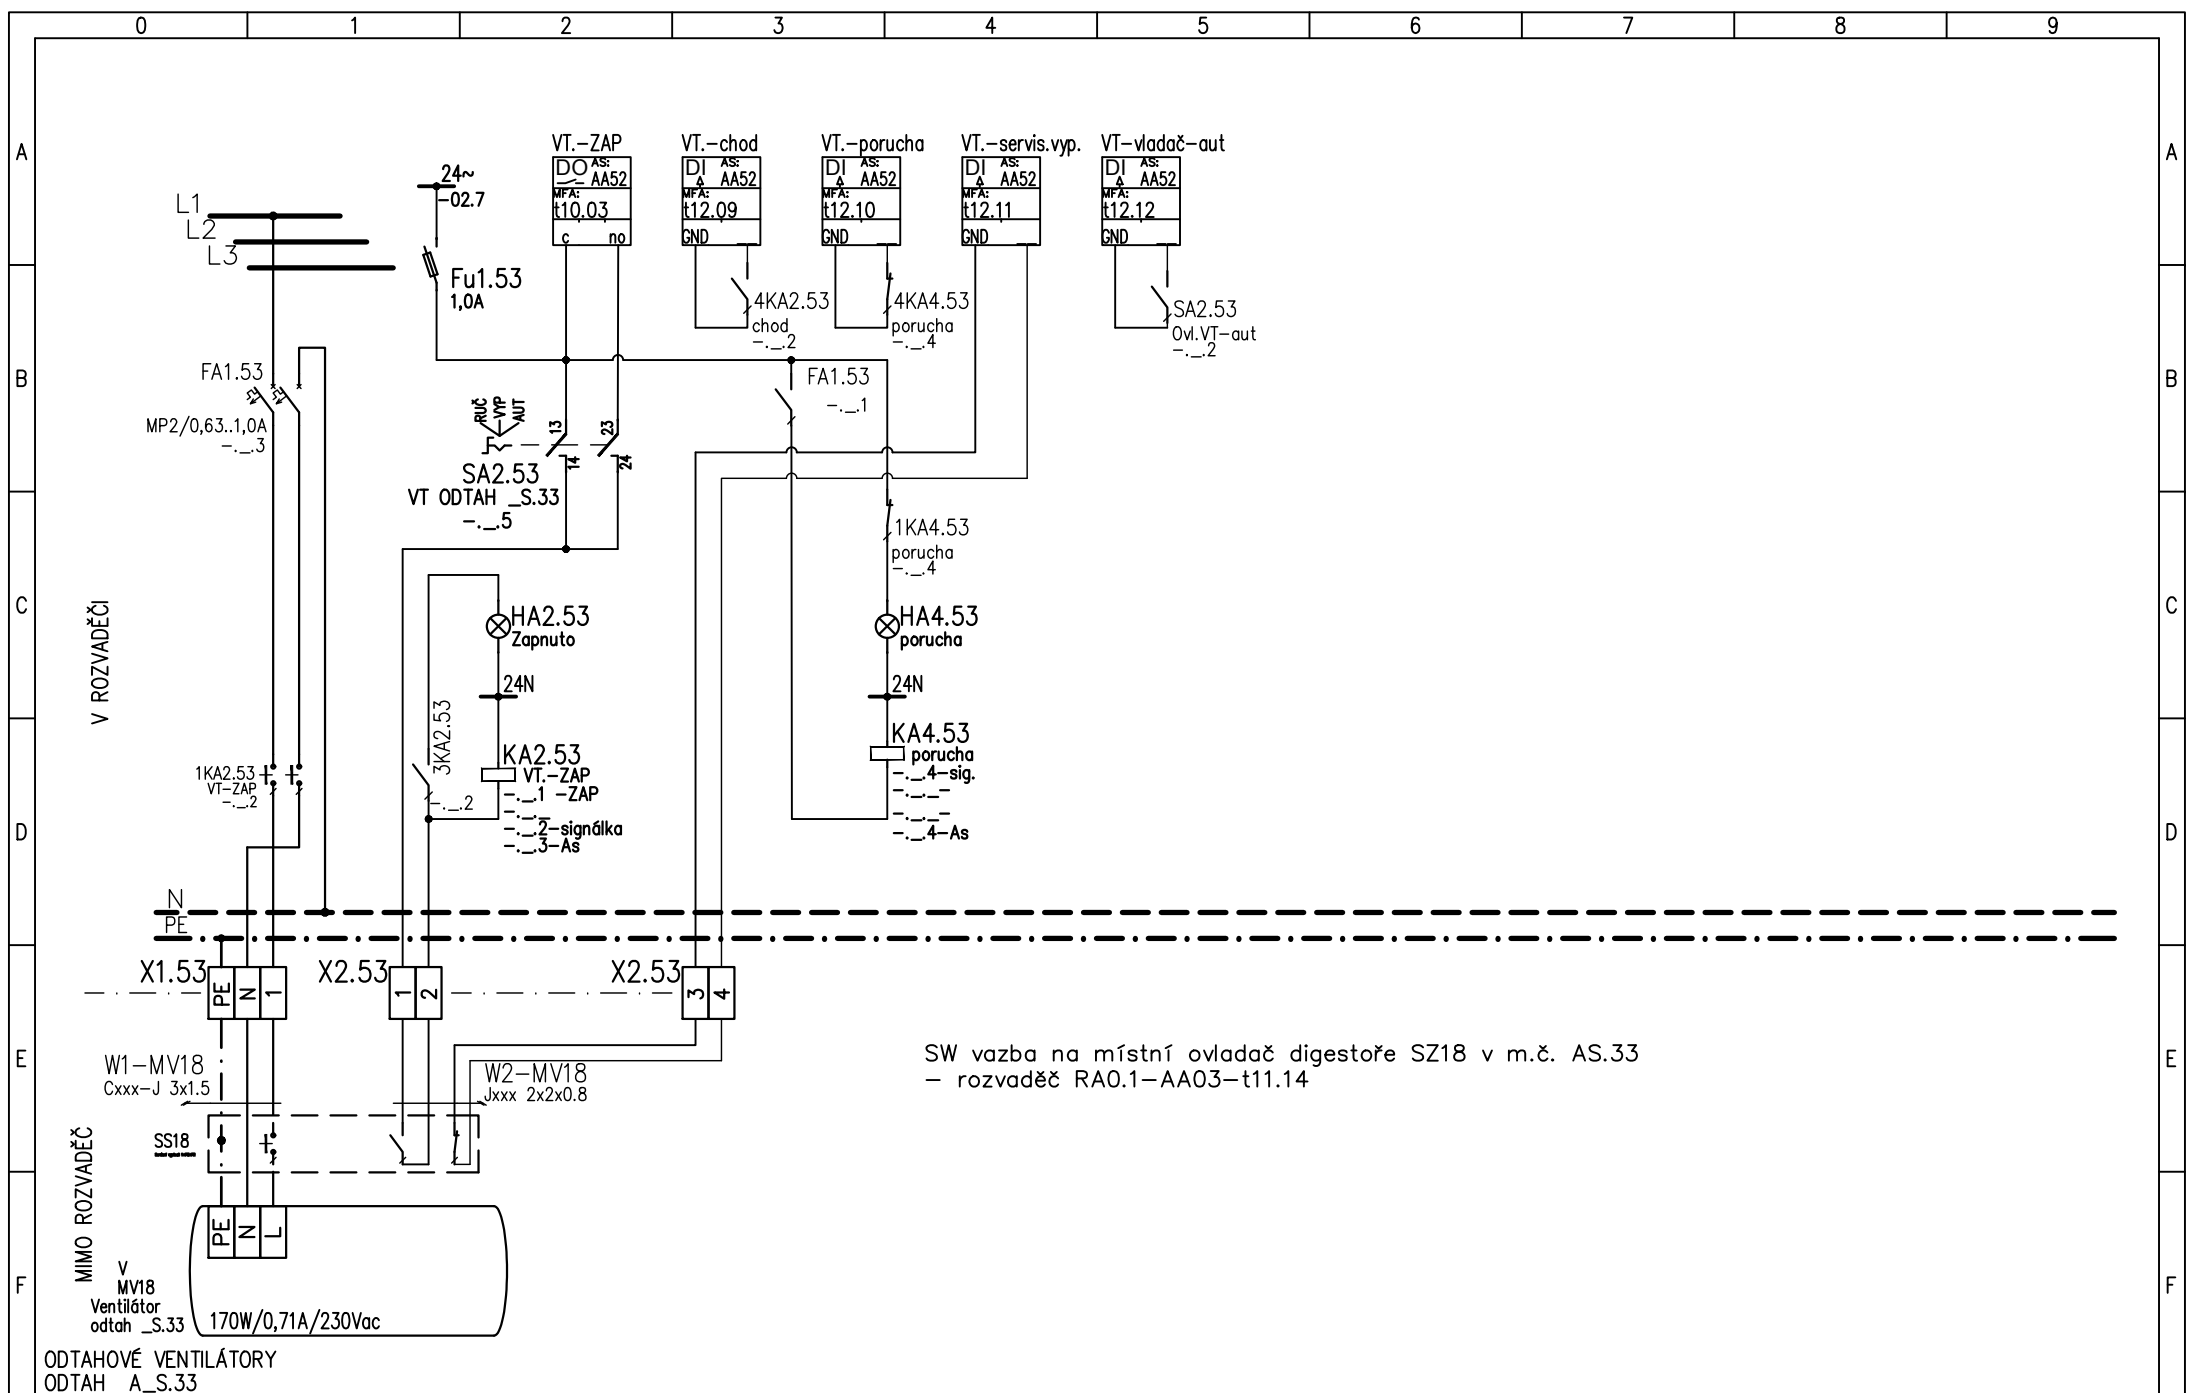 0 1 2 3 4 5 6 7 8 9
A
A
B
B
C
C
D
D
E
E
F
F
L1
L2
L3
24~
-02.7
Fu1.53
1,0A
VT.-ZAP
DO AS:
AA52
MFA:
t10.03
c no
VT.-chod
DI AS:
AA52
MFA:
t12.09
GND __
VT.-porucha
DI AS:
AA52
MFA:
t12.10
GND __
VT.-servis.vyp.
DI AS:
AA52
MFA:
t12.11
GND __
VT-vladač-aut
DI AS:
AA52
MFA:
t12.12
GND __
4KA2.53
chod
-._.2
4KA4.53
porucha
-._.4
SA2.53
Ovl.VT-aut
-._.2
FA1.53
MP2/0,63..1,0A
-._.3
FA1.53
-._.1
RUČ
VYP
AUT
13
14
23
24
SA2.53
VT ODTAH _S.33
-._.5
1KA4.53
porucha
-._.4
V ROZVADĚČI
HA2.53
Zapnuto
24N
HA4.53
porucha
24N
3KA2.53
-._.2
KA2.53
VT.-ZAP
-._.1 -ZAP
-._._
-._.2-signálka
-._.3-As
KA4.53
porucha
-._.4-sig.
-._._-
-._._-
-._.4-As
1KA2.53
VT-ZAP
-._.2
N
PE
X1.53
PE
N
1
X2.53
1
2
X2.53
3
4
W1-MV18
Cxxx-J 3x1.5
W2-MV18
Jxxx 2x2x0.8
SW vazba na místní ovladač digestoře SZ18 v m.č. AS.33
- rozvaděč RA0.1-AA03-t11.14
SS18
MIMO ROZVADĚČ
PE
N
L
V
MV18
Ventilátor
odtah _S.33
170W/0,71A/230Vac
ODTAHOVÉ VENTILÁTORY
ODTAH A_S.33